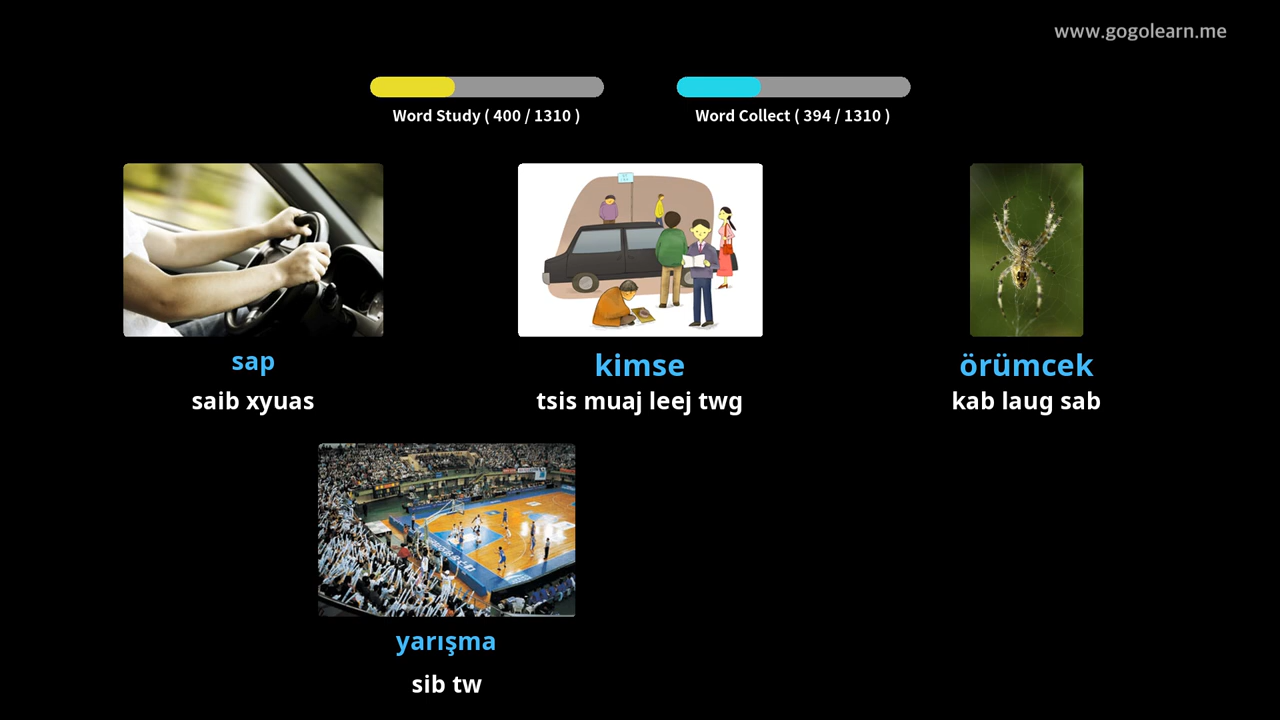 www.gogolearn.me
Word Study ( 400 / 1310 )
Word Collect ( 394 / 1310 )
sap
saib xyuas
kimse
tsis muaj leej twg
örümcek
kab laug sab
yarışma
sib tw